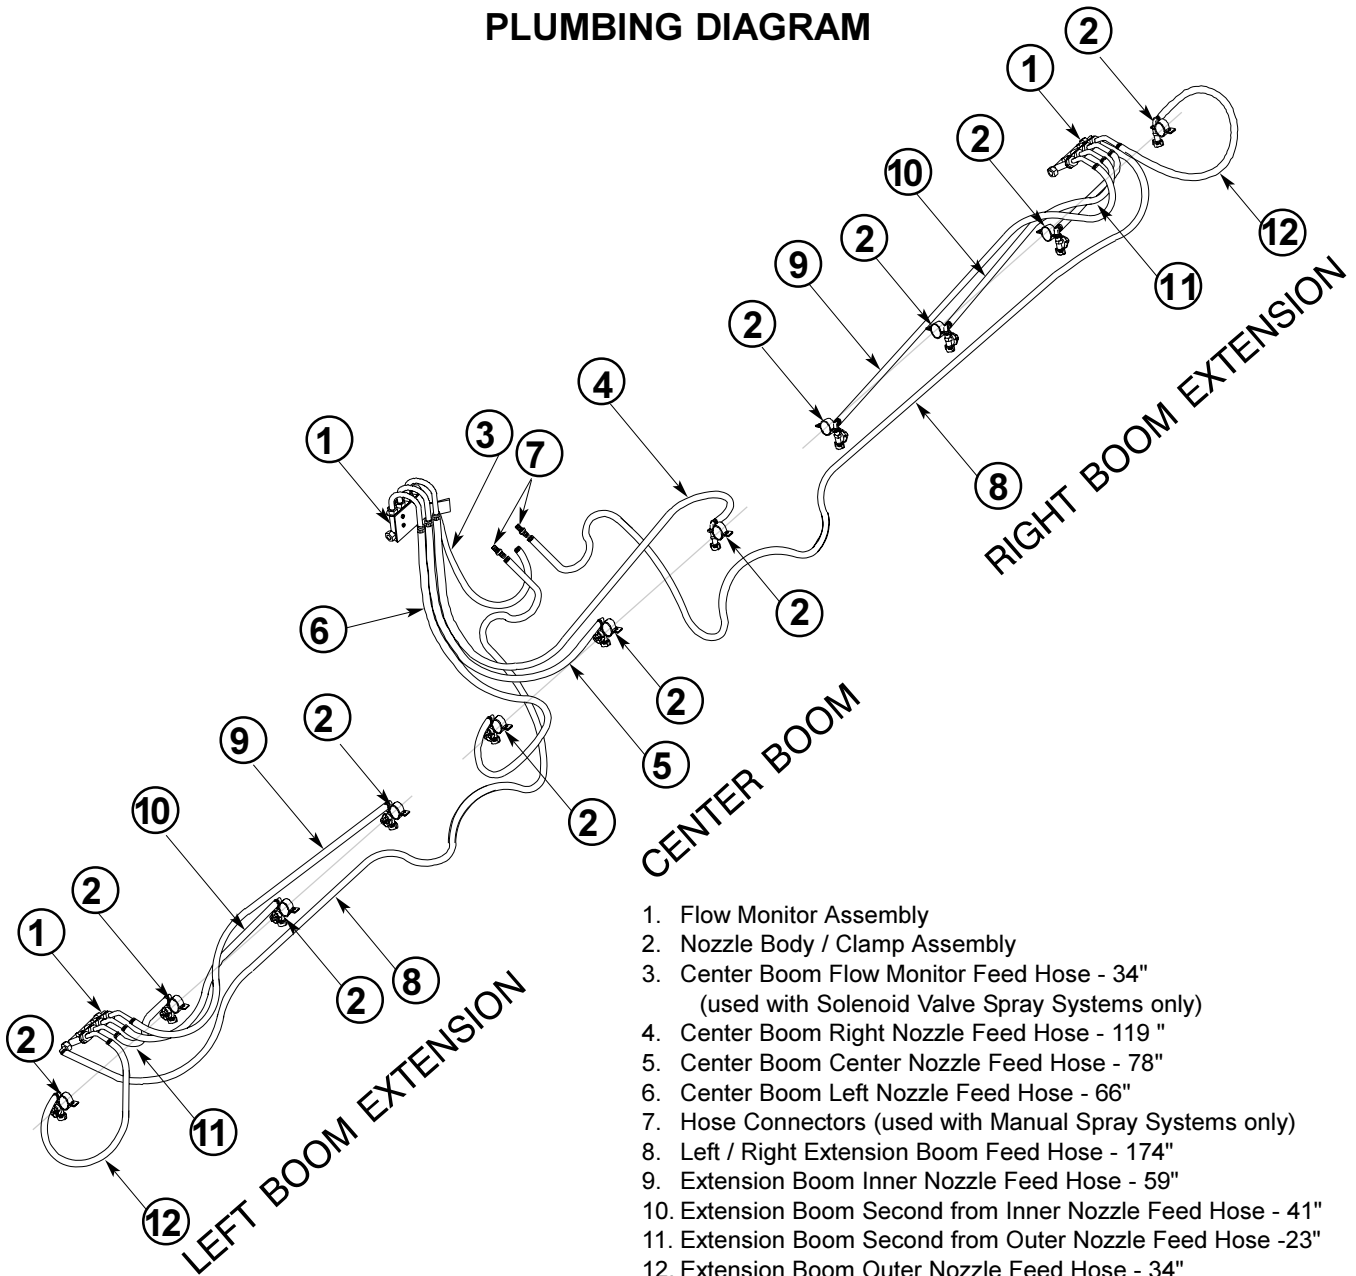 PLUMBING DIAGRAM
2
1
2
10
12
2
9
11
2
RIGHT BOOM EXTENSION
4
3
1
7
8
2
6
2
2
9
5
CENTER BOOM
10
2
2
1
8
2
2
11
LEFT BOOM EXTENSION
12
1. Flow Monitor Assembly
2. Nozzle Body / Clamp Assembly
3. Center Boom Flow Monitor Feed Hose - 34"
(used with Solenoid Valve Spray Systems only)
4. Center Boom Right Nozzle Feed Hose - 119 "
5. Center Boom Center Nozzle Feed Hose - 78"
6. Center Boom Left Nozzle Feed Hose - 66"
7. Hose Connectors (used with Manual Spray Systems only)
8. Left / Right Extension Boom Feed Hose - 174"
9. Extension Boom Inner Nozzle Feed Hose - 59"
10. Extension Boom Second from Inner Nozzle Feed Hose - 41"
11. Extension Boom Second from Outer Nozzle Feed Hose -23"
12. Extension Boom Outer Nozzle Feed Hose - 34"